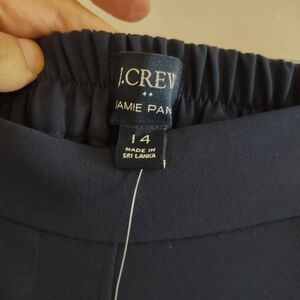 J.CREW
JAMIE PAN
14
MADE IN
SRI LANKA